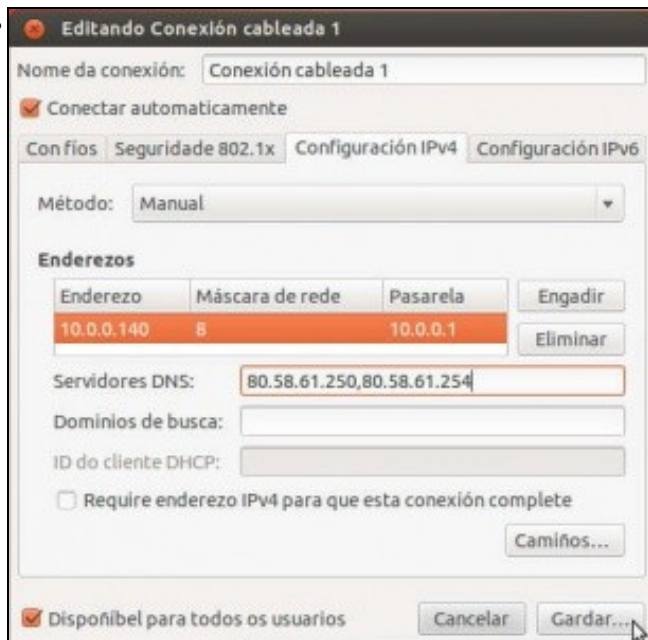 Editando Conexión cableada 1
Nome da conexión: Conexión cableada 1
Conectar automaticamente
Con fíos Seguridade 802.1x Configuración IPv4 Configuración IPv6
Método: Manual
Enderezos
Enderezo Máscara de rede Pasarela Engadir
10.0.0.140 8 10.0.0.1 Eliminar
Servidores DNS: 80.58.61.250,80.58.61.254
Dominios de busca:
ID do cliente DHCP:
Require enderezo IPv4 para que esta conexión complete
Camiños...
Dispoñíbel para todos os usuarios Cancelar Gardar...